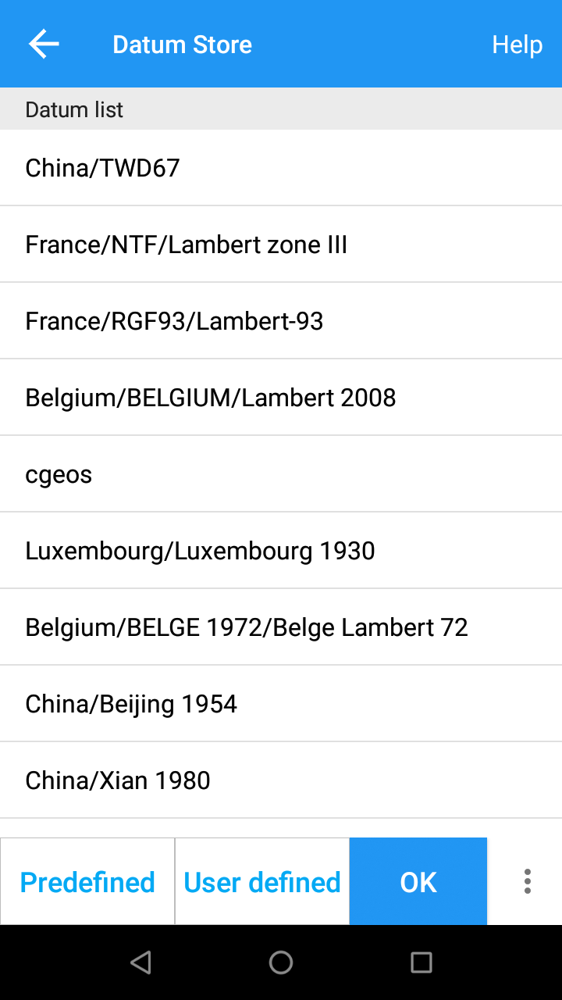 Datum Store
Help
Datum list
China/TWD67
France/NTF/Lambert zone III
France/RGF93/Lambert-93
Belgium/BELGIUM/Lambert 2008
cgeos
Luxembourg/Luxembourg 1930
Belgium/BELGE 1972/Belge Lambert 72
China/Beijing 1954
China/Xian 1980
Predefined
User defined
OK